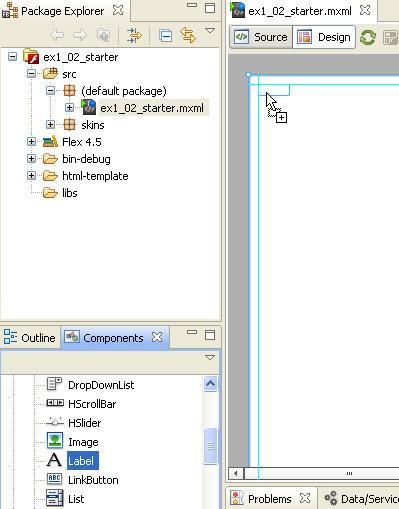 Package Explorer
ex1_02_starter
src
(default package)
ex1_02_starter.mxml
skins
Flex 4.5
bin-debug
html-template
libs
Outline
Components
DropDownList
HScrollBar
HSlider
Image
A Label
ABC LinkButton
List
ex1_02_starter.mxml
Source
Design
Problems
Data/Service